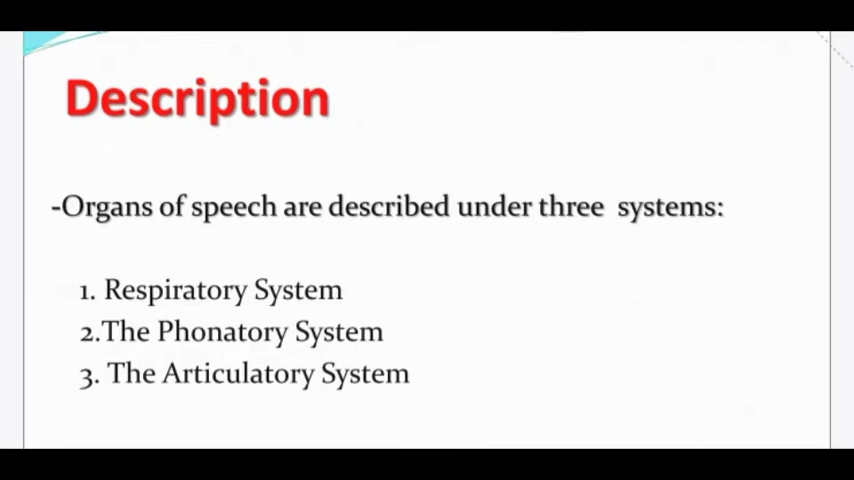 Description
-Organs of speech are described under three systems:
1. Respiratory System
2.The Phonatory System
3. The Articulatory System